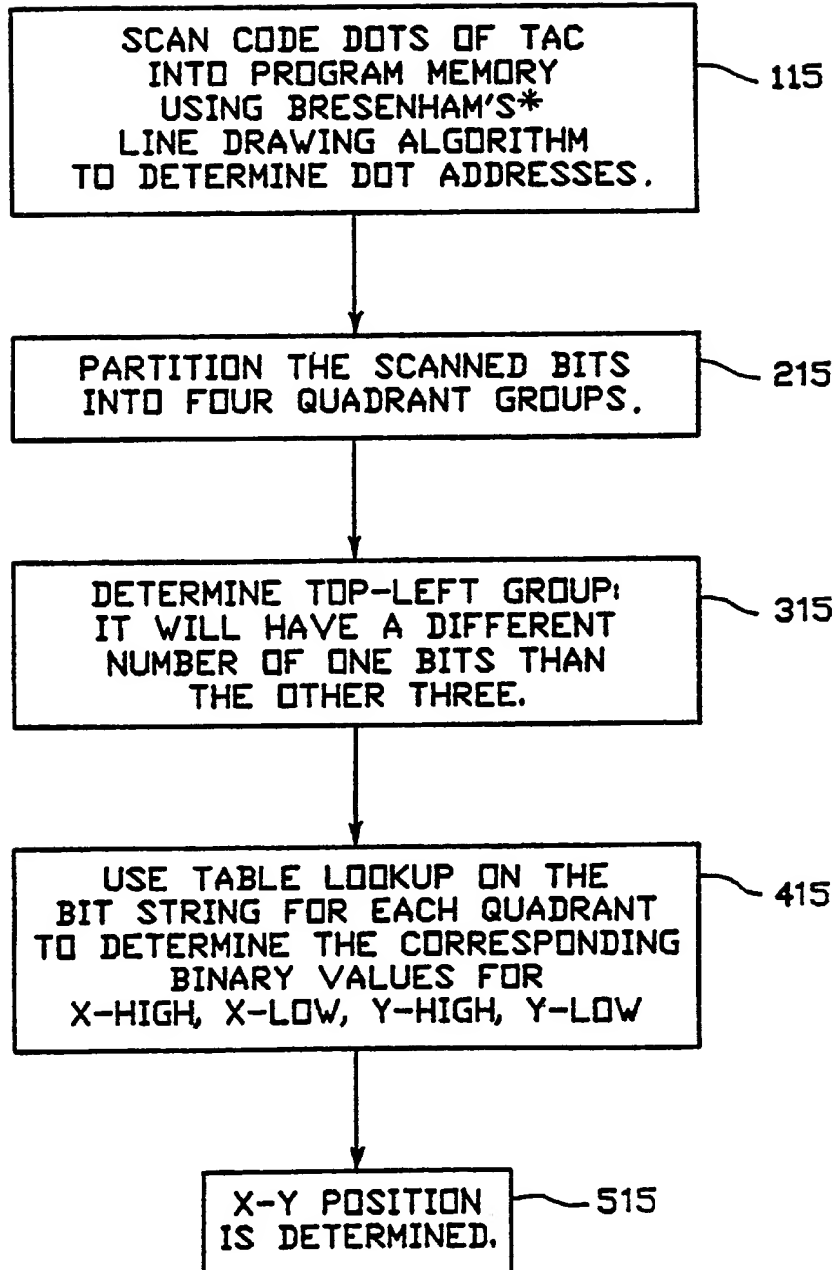 SCAN CODE DOTS OF TAC
INTO PROGRAM MEMORY
USING BRESENHAM'S*
LINE DRAWING ALGORITHM
TO DETERMINE DOT ADDRESSES.
115
PARTITION THE SCANNED BITS
INTO FOUR QUADRANT GROUPS.
215
DETERMINE TOP-LEFT GROUP:
IT WILL HAVE A DIFFERENT
NUMBER OF ONE BITS THAN
THE OTHER THREE.
315
USE TABLE LOOKUP ON THE
BIT STRING FOR EACH QUADRANT
TO DETERMINE THE CORRESPONDING
BINARY VALUES FOR
X-HIGH, X-LOW, Y-HIGH, Y-LOW
415
X-Y POSITION
IS DETERMINED.
515